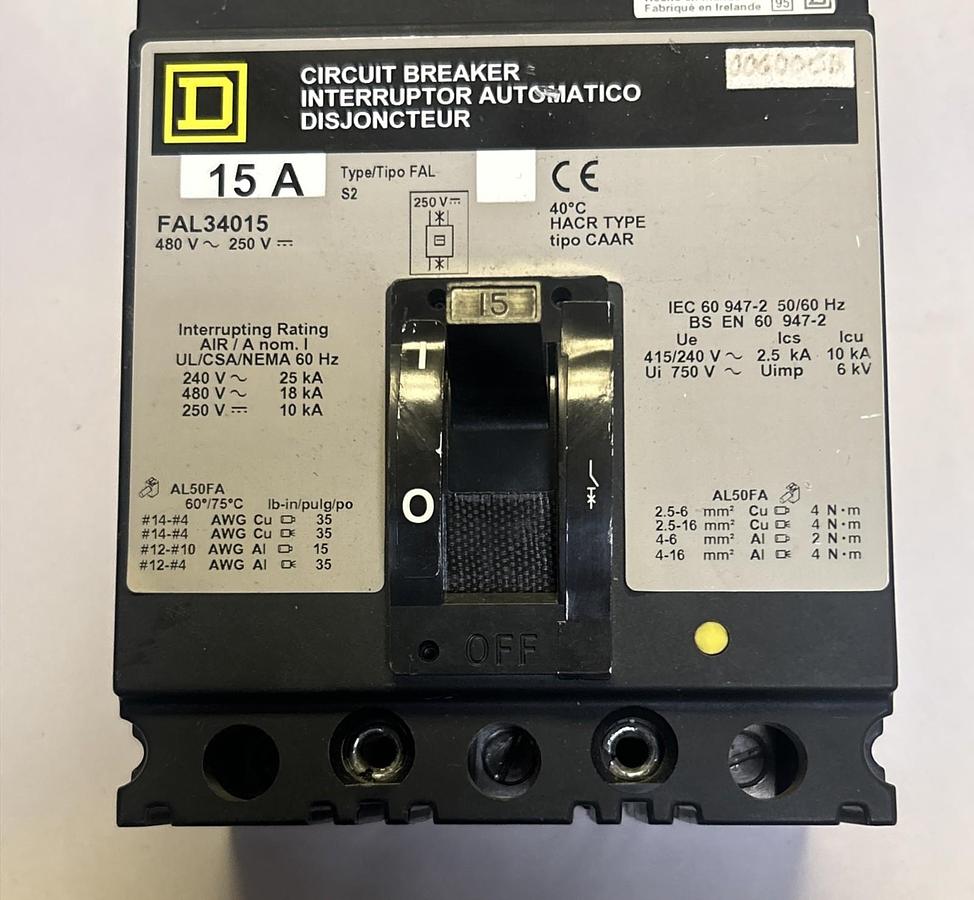 Fabriqué en Irelande
95
D
CIRCUIT BREAKER
INTERRUPTOR AUTOMATICO
DISJONCTEUR
15 A
Type/Tipo FAL
S2
CE
FAL34015
480 V ~ 250 V ⎓
250 V ⎓
40°C
HACR TYPE
tipo CAAR
15
Interrupting Rating
AIR / A nom. I
UL/CSA/NEMA 60 Hz
240 V ~ 25 kA
480 V ~ 18 kA
250 V ⎓ 10 kA
IEC 60 947-2 50/60 Hz
BS EN 60 947-2
Ue Ics Icu
415/240 V ~ 2.5 kA 10 kA
Ui 750 V ~ Uimp 6 kV
I
O
AL50FA
60°/75°C lb-in/pulg/po
#14-#4 AWG Cu 35
#14-#4 AWG Cu 35
#12-#10 AWG Al 15
#12-#4 AWG Al 35
AL50FA
2.5-6 mm² Cu 4 N·m
2.5-16 mm² Cu 4 N·m
4-6 mm² Al 2 N·m
4-16 mm² Al 4 N·m
OFF